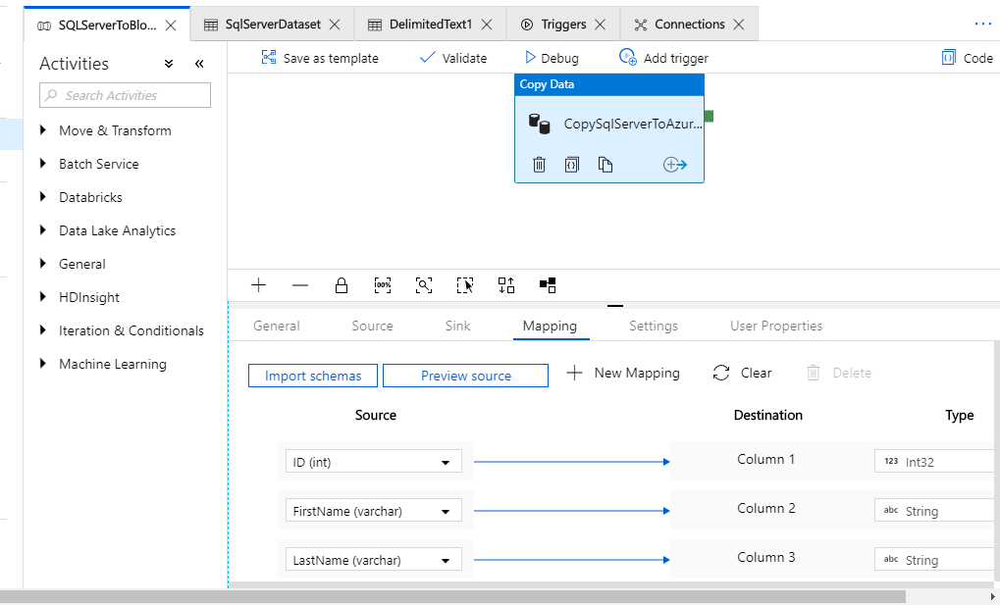 SQLServerToBlo...
SqlServerDataset
DelimitedText1
Triggers
Connections
Activities
Save as template
Validate
Debug
Add trigger
Code
Search Activities
Move & Transform
Batch Service
Databricks
Data Lake Analytics
General
HDInsight
Iteration & Conditionals
Machine Learning
Copy Data
CopySqlServerToAzur...
100%
General
Source
Sink
Mapping
Settings
User Properties
Import schemas
Preview source
New Mapping
Clear
Delete
Source
Destination
Type
ID (int)
Column 1
123 Int32
FirstName (varchar)
Column 2
abc String
LastName (varchar)
Column 3
abc String